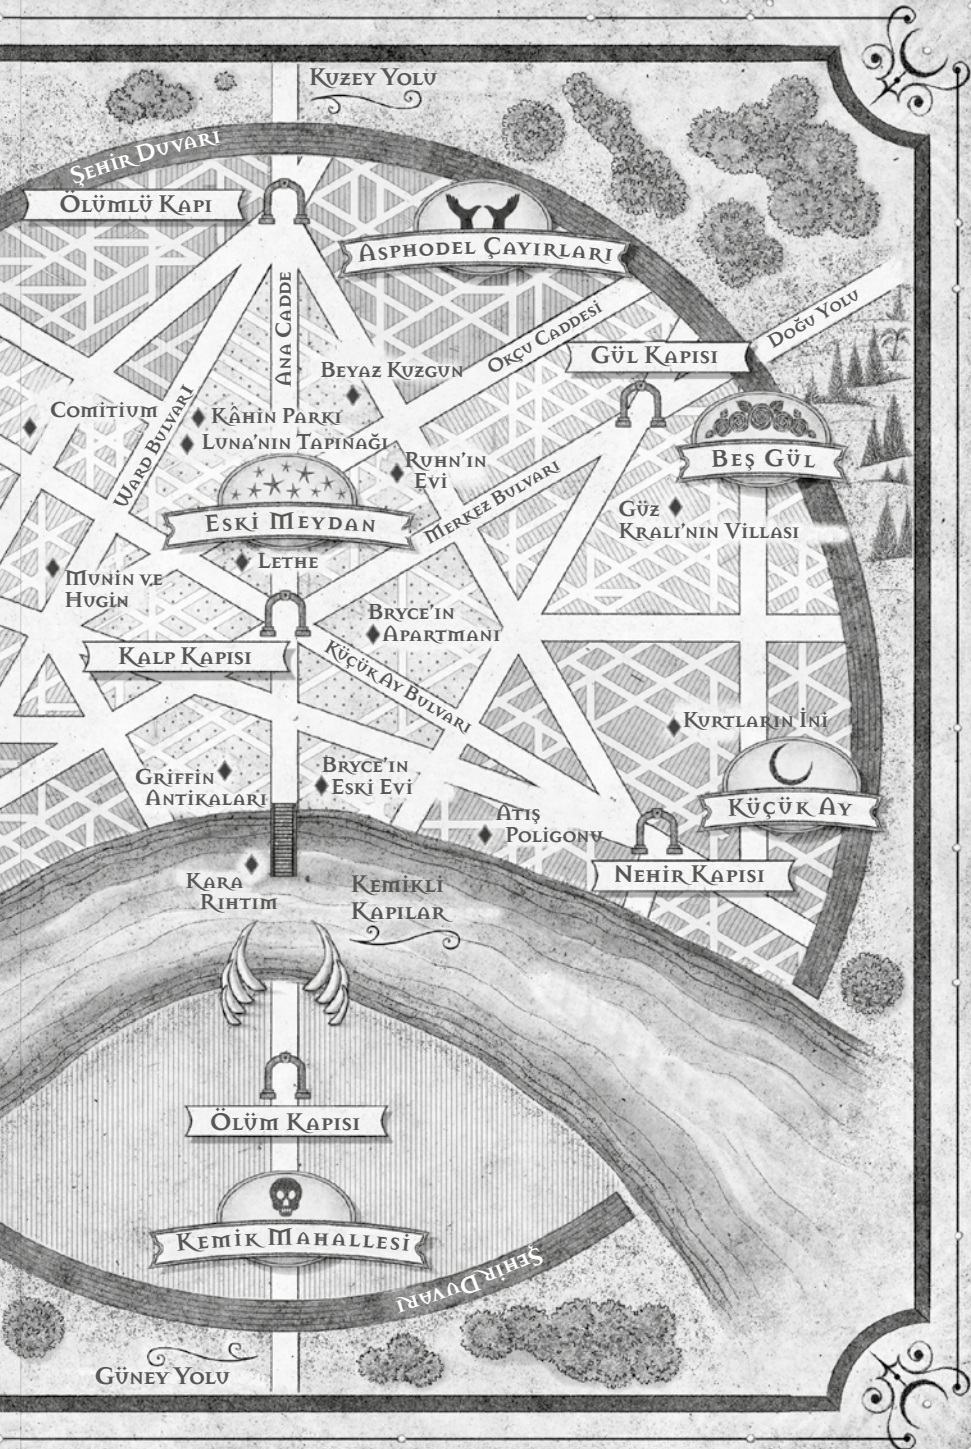 Kuzey Yolu
Şehir Duvarı
Ölümlü Kapı
Asphodel Çayırları
Ana Cadde
Okçu Caddesi
Doğu Yolu
Gül Kapısı
Beyaz Kuzgun
Comitium
Ward Bulvarı
Kâhin Parkı
Luna'nın Tapınağı
Ruhn'ın
Evi
Beş Gül
Merkez Bulvarı
Eski Meydan
Güz
Kralı'nın Villası
Lethe
Munin ve
Hugin
Bryce'in
Apartmanı
Kalp Kapısı
Küçük Ay Bulvarı
Kurtların İni
Griffin
Antikaları
Bryce'in
Eski Evi
Küçük Ay
Atış
Poligonu
Nehir Kapısı
Kara
Rıhtım
Kemikli
Kapılar
Ölüm Kapısı
Kemik Mahallesi
Şehir Duvarı
Güney Yolu